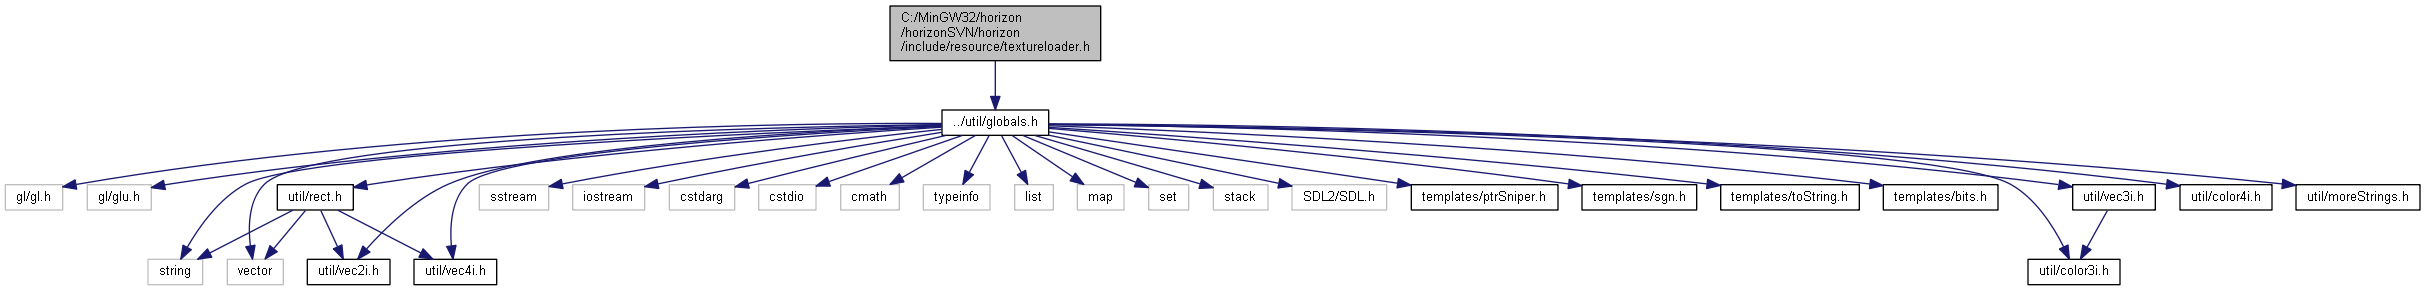 C:/MinGW32/horizon
/horizonSVN/horizon
/include/resource/textureloader.h
../util/globals.h
gl/gl.h
gl/glu.h
util/rect.h
sstream
iostream
cstdarg
cstdio
cmath
typeinfo
list
map
set
stack
SDL2/SDL.h
templates/ptrSniper.h
templates/sgn.h
templates/toString.h
templates/bits.h
util/vec3i.h
util/color4i.h
util/moreStrings.h
string
vector
util/vec2i.h
util/vec4i.h
util/color3i.h